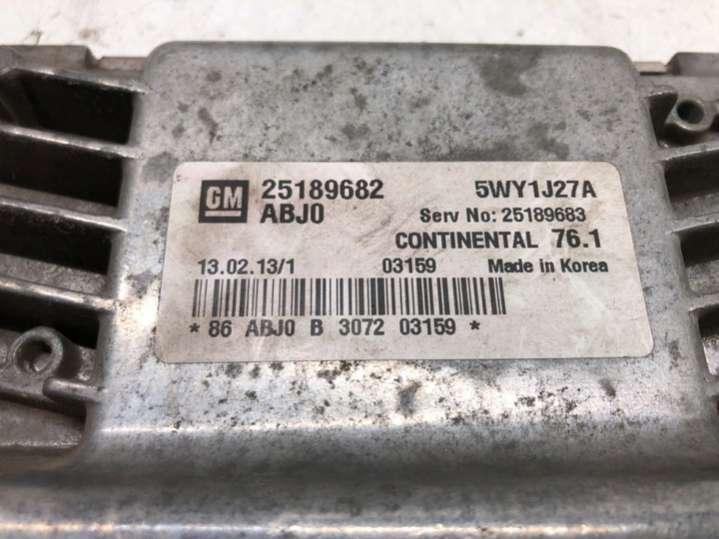 GM 25189682 5WY1J27A
ABJ0 Serv No: 25189683
CONTINENTAL 76.1
13.02.13/1 03159 Made in Korea
* 86 ABJ0 B 3072 03159 *